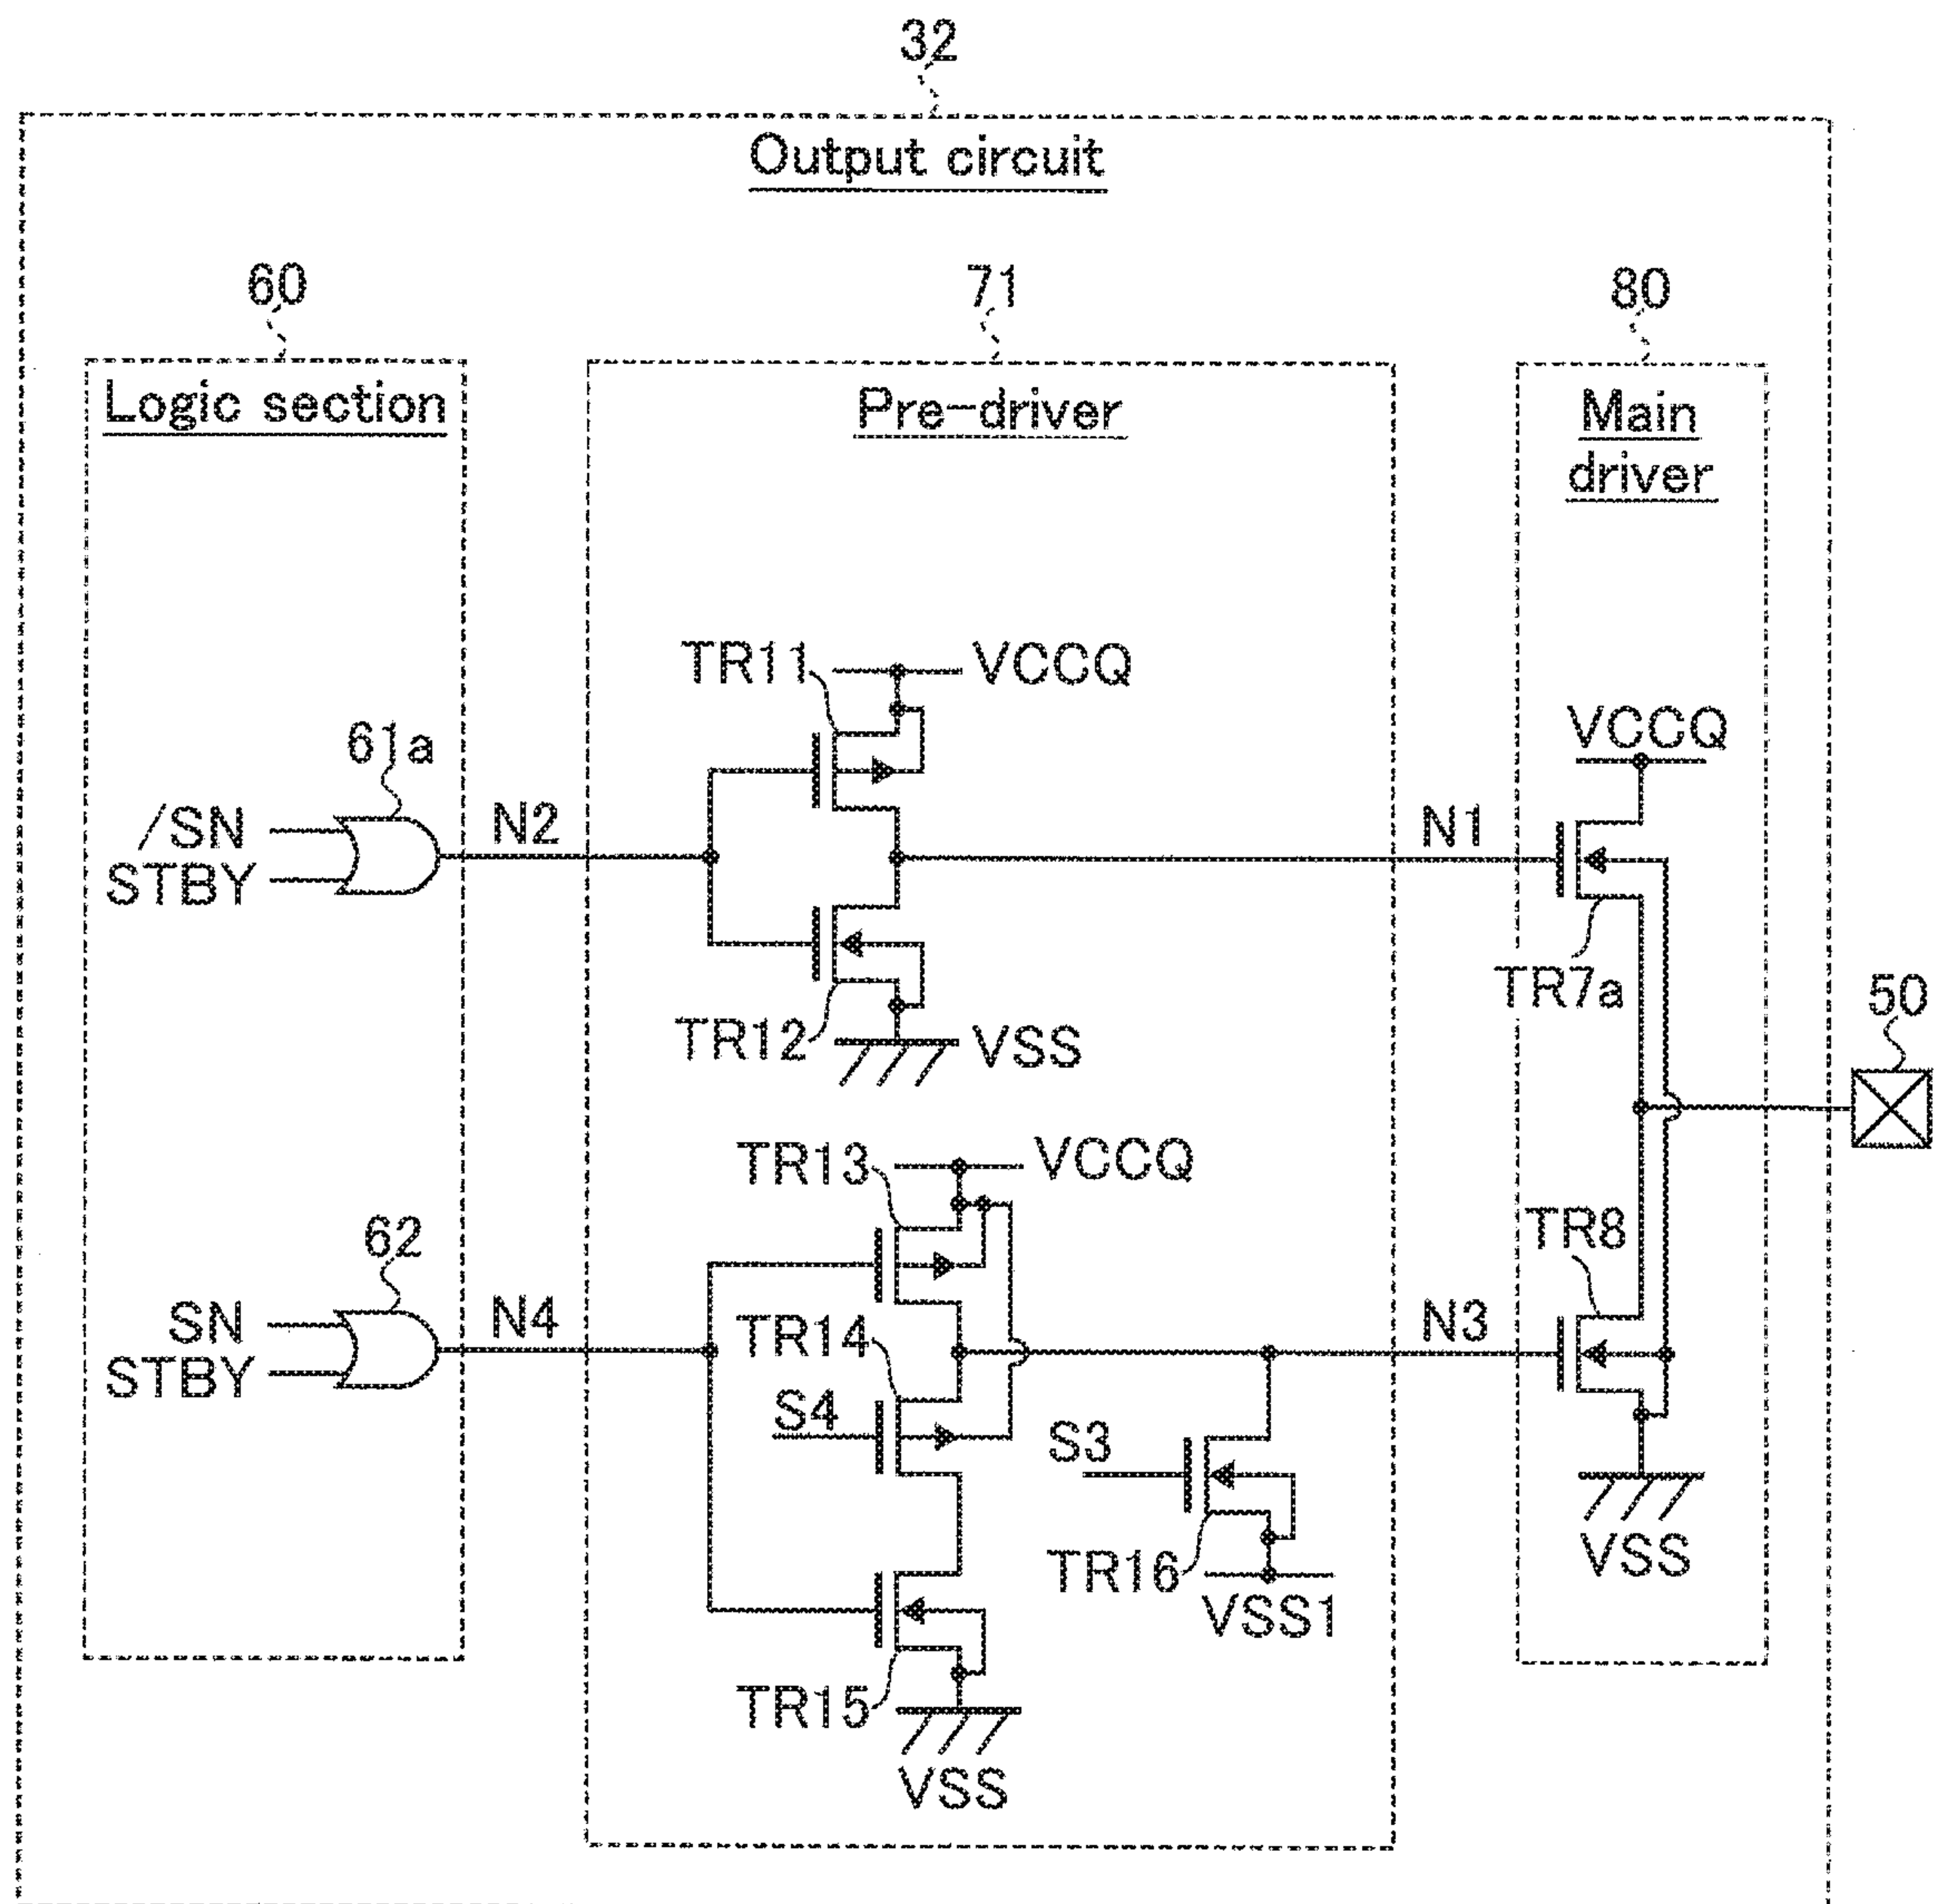 32
Output circuit
60
71
80
Logic section
Pre-driver
Main
driver
TR11
VCCQ
VCCQ
61a
/SN
STBY
N2
N1
TR7a
TR12
VSS
50
TR13
VCCQ
62
TR8
SN
STBY
N4
TR14
N3
S4
S3
TR16
VSS1
VSS
TR15
VSS